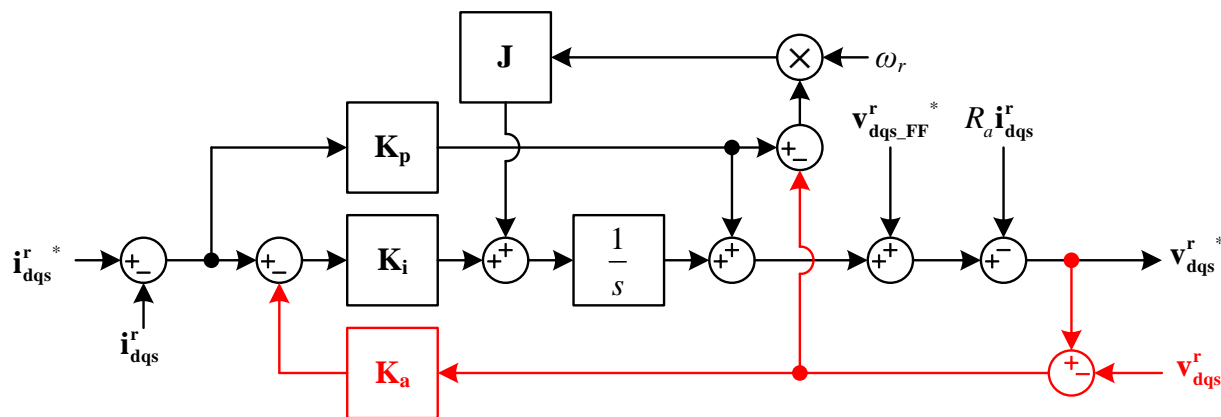 J
× ω_r
K_p
+ −
v^r_dqs_FF *
R_a i^r_dqs
i^r_dqs *
+ −
+ −
K_i
+ +
1/s
+ +
+ +
− +
v^r_dqs *
i^r_dqs
K_a
+ −
v^r_dqs